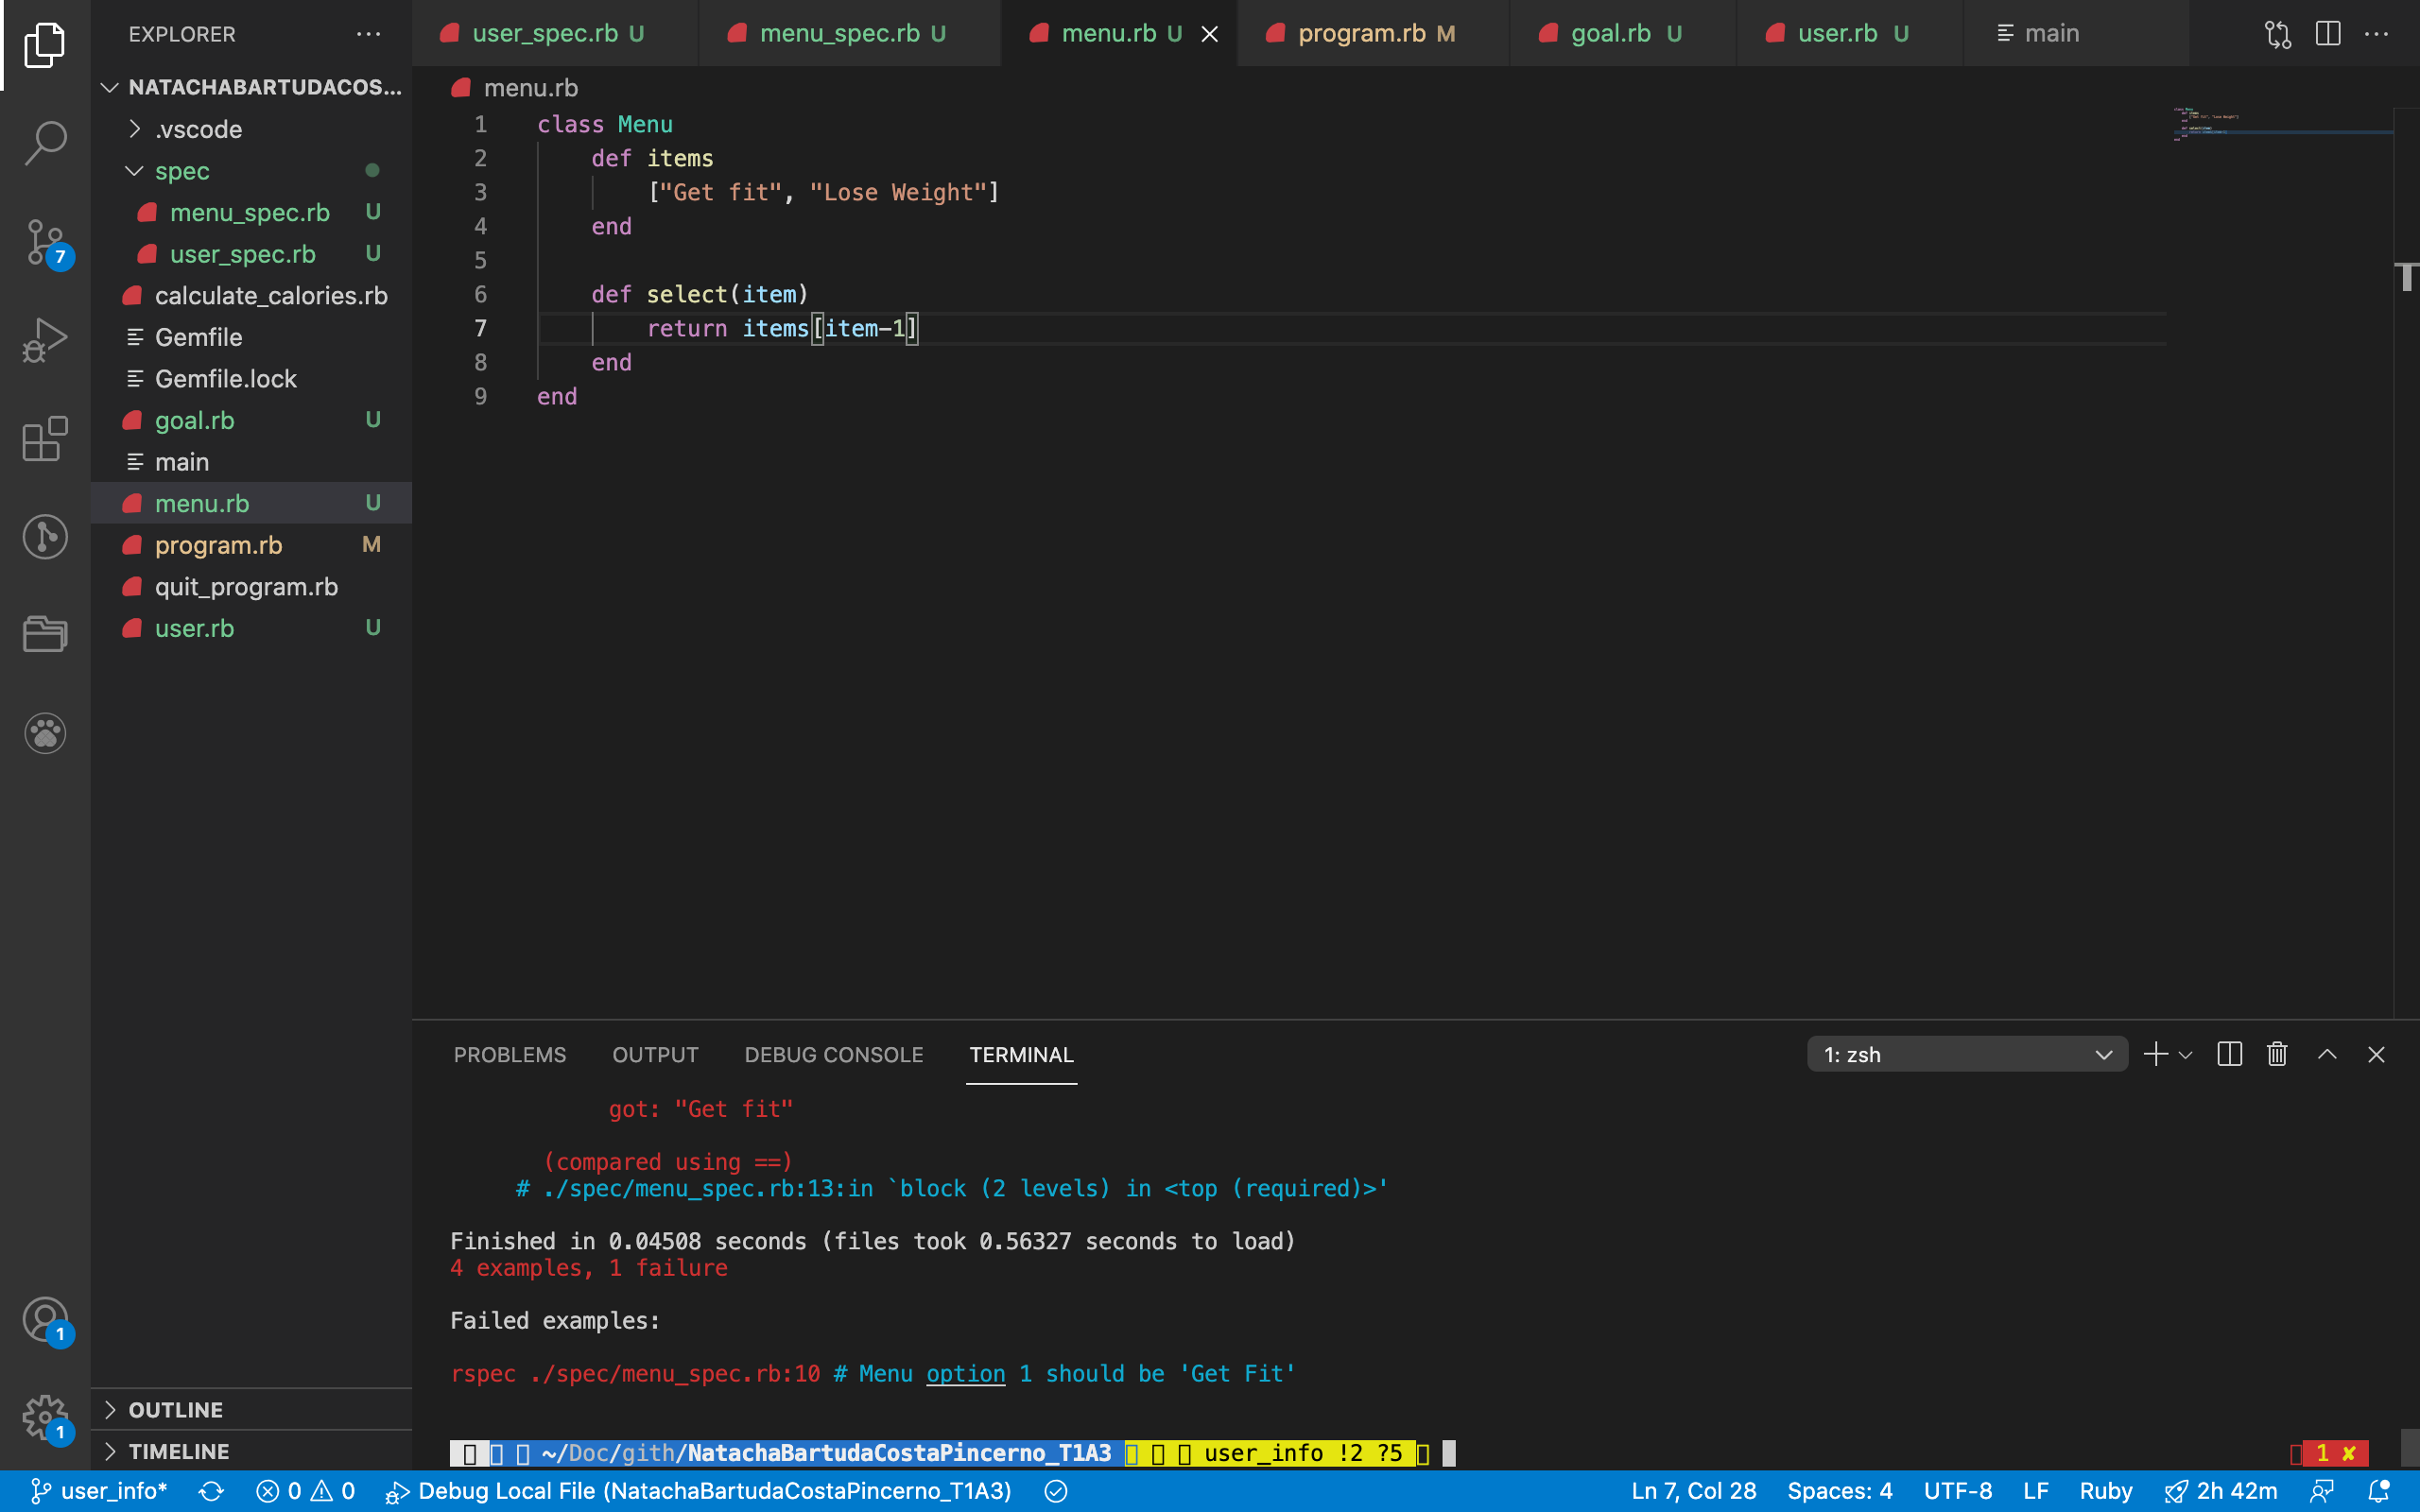 EXPLORER
NATACHABARTUDACOS...
.vscode
spec
menu_spec.rb U
user_spec.rb U
calculate_calories.rb
Gemfile
Gemfile.lock
goal.rb U
main
menu.rb U
program.rb M
quit_program.rb
user.rb U
OUTLINE
TIMELINE
7
1
1
user_spec.rb U
menu_spec.rb U
menu.rb U
program.rb M
goal.rb U
user.rb U
main
menu.rb
1 class Menu
2 def items
3 ["Get fit", "Lose Weight"]
4 end
5
6 def select(item)
7 return items[item-1]
8 end
9 end
PROBLEMS OUTPUT DEBUG CONSOLE TERMINAL
1: zsh
got: "Get fit"
(compared using ==)
# ./spec/menu_spec.rb:13:in `block (2 levels) in <top (required)>'
Finished in 0.04508 seconds (files took 0.56327 seconds to load)
4 examples, 1 failure
Failed examples:
rspec ./spec/menu_spec.rb:10 # Menu option 1 should be 'Get Fit'
~/Doc/gith/NatachaBartudaCostaPincerno_T1A3 user_info !2 ?5 1 ✘
user_info* 0 0 Debug Local File (NatachaBartudaCostaPincerno_T1A3) Ln 7, Col 28 Spaces: 4 UTF-8 LF Ruby 2h 42m